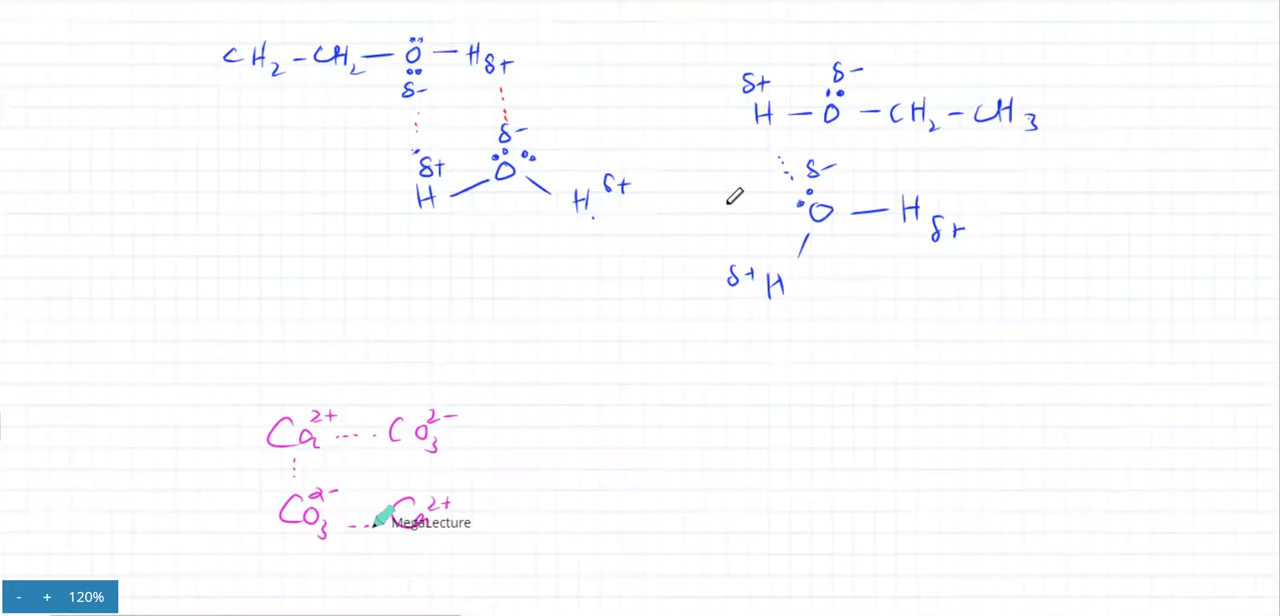 CH2 - CH2 — O — H δ+
δ-
δ-
δ+
H O H δ+
δ+ δ-
H — O — CH2 - CH3
δ-
O — H δ+
δ+ H
Ca2+ .... CO3 2-
CO3 2- ... Ca2+
MegaLecture
- + 120%